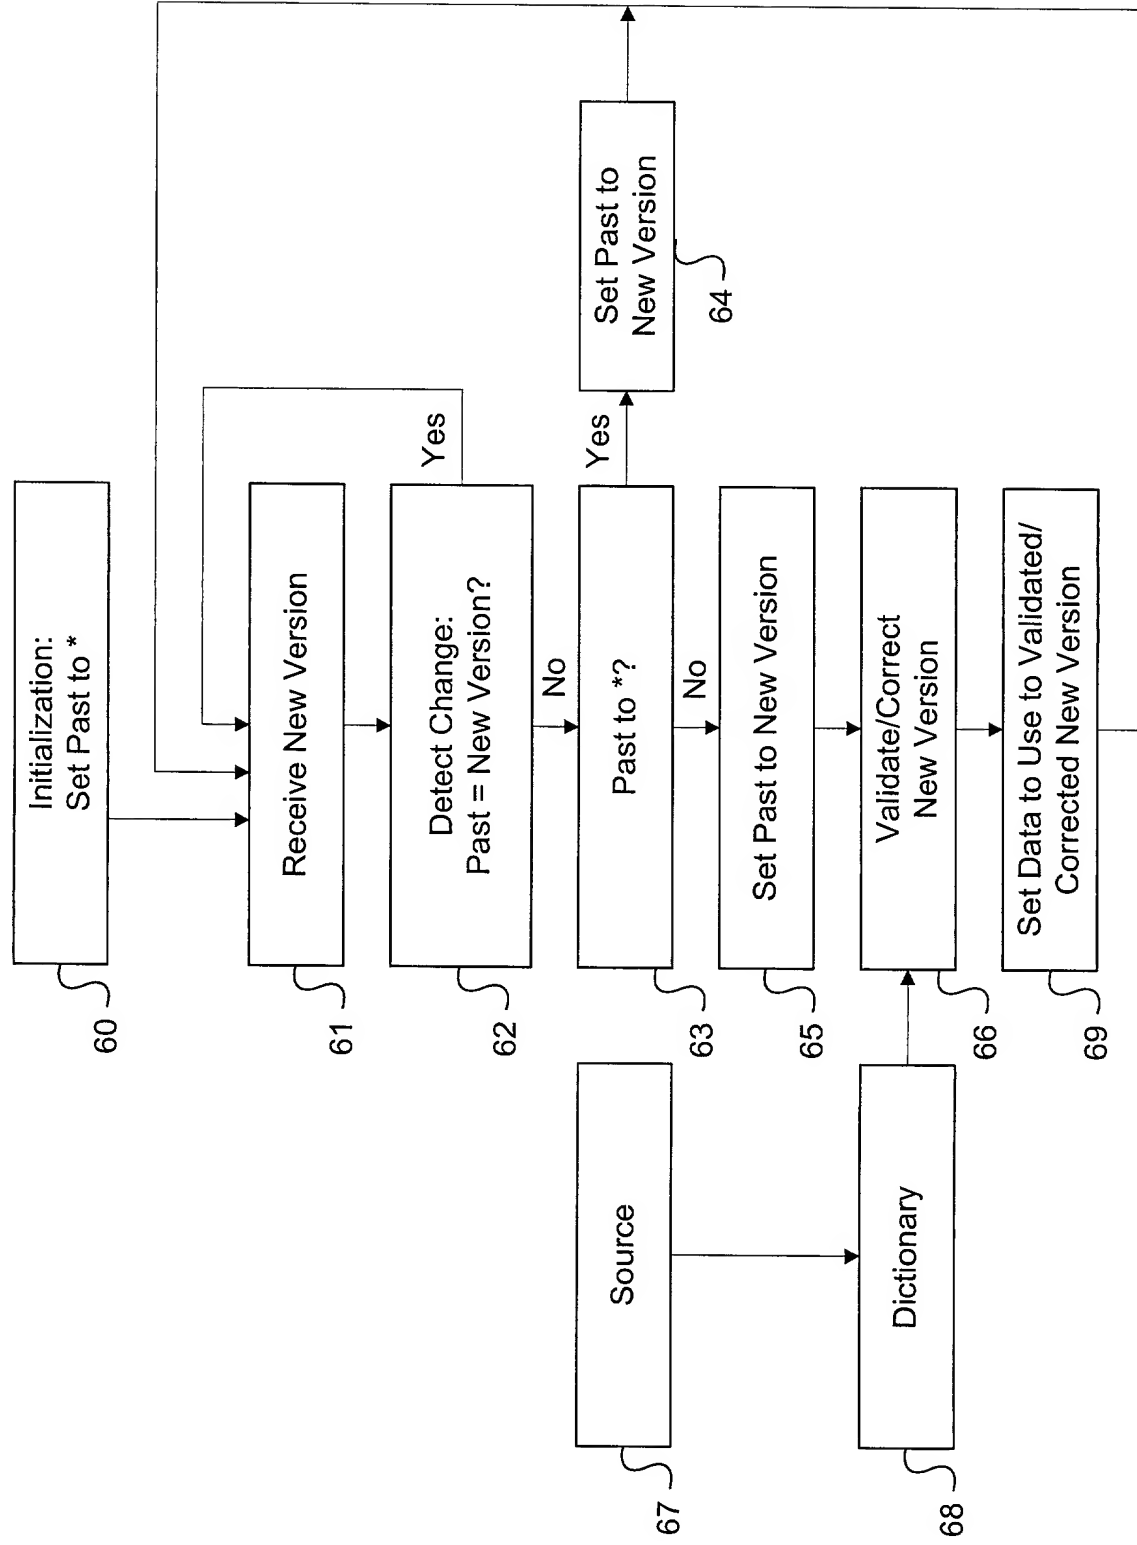 Initialization:
Set Past to *
60
Receive New Version
61
Detect Change:
Past = New Version?
Yes
62
No
Past to *?
Yes
63
Set Past to
New Version
64
No
Set Past to New Version
65
Validate/Correct
New Version
66
Source
67
Dictionary
68
Set Data to Use to Validated/
Corrected New Version
69